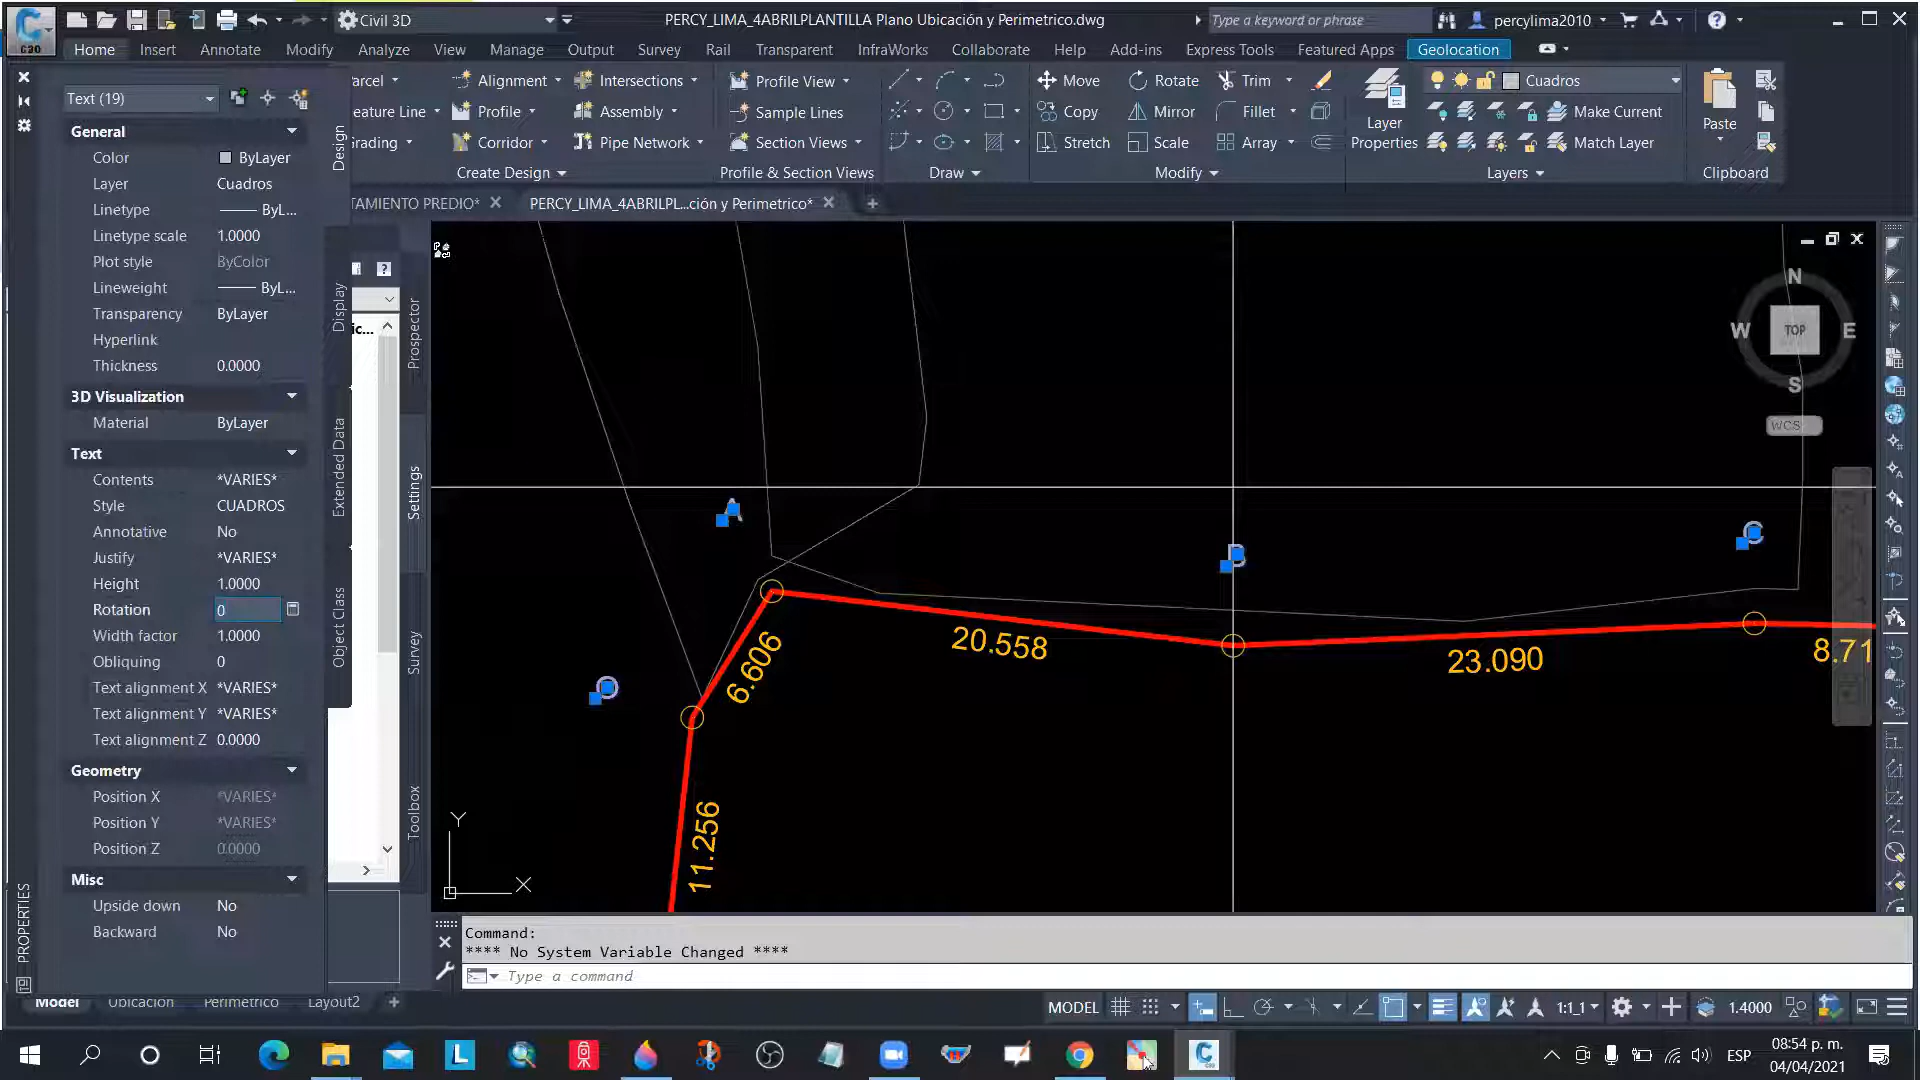 C3D
Civil 3D
PERCY_LIMA_4ABRILPLANTILLA Plano Ubicación y Perimetrico.dwg
Type a keyword or phrase
percylima2010
Home Insert Annotate Modify Analyze View Manage Output Survey Rail Transparent InfraWorks Collaborate Help Add-ins Express Tools Featured Apps Geolocation
arcel Alignment Intersections Profile View Move Rotate Trim Cuadros
eature Line Profile Assembly Sample Lines Copy Mirror Fillet Make Current
rading Corridor Pipe Network Section Views Stretch Scale Array Match Layer
Layer Properties
Paste
Create Design Profile & Section Views Draw Modify Layers Clipboard
TAMIENTO PREDIO*
PERCY_LIMA_4ABRILPL...ción y Perimetrico*
Text (19)
General
Color ByLayer
Layer Cuadros
Linetype ByL...
Linetype scale 1.0000
Plot style ByColor
Lineweight ByL...
Transparency ByLayer
Hyperlink
Thickness 0.0000
3D Visualization
Material ByLayer
Text
Contents *VARIES*
Style CUADROS
Annotative No
Justify *VARIES*
Height 1.0000
Rotation 0
Width factor 1.0000
Obliquing 0
Text alignment X *VARIES*
Text alignment Y *VARIES*
Text alignment Z 0.0000
Geometry
Position X *VARIES*
Position Y *VARIES*
Position Z 0.0000
Misc
Upside down No
Backward No
PROPERTIES
Design
Display
Extended Data
Object Class
ic...
Prospector
Settings
Survey
Toolbox
N
W TOP E
S
WCS
A
B
C
6.606
20.558
23.090
8.71
11.256
Y
X
Command:
**** No System Variable Changed ****
Type a command
Model Ubicacion Perimetrico Layout2
MODEL
1:1_1
1.4000
ESP
08:54 p. m.
04/04/2021